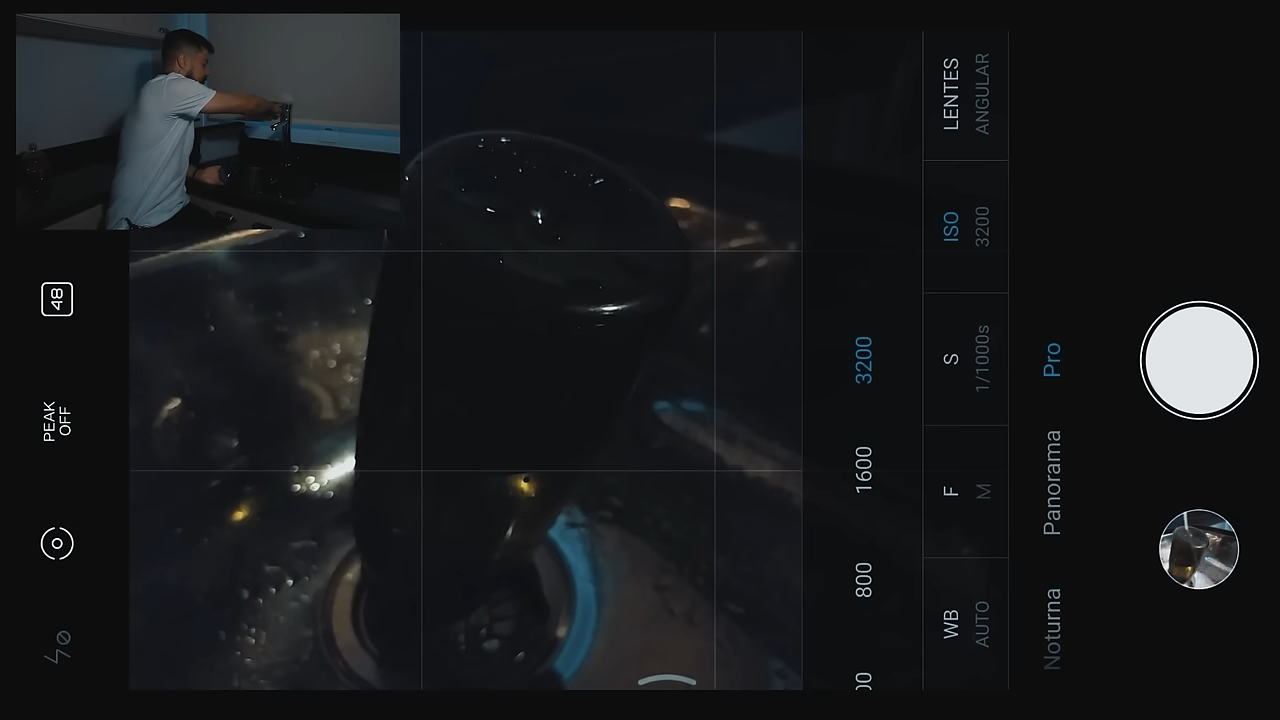 48
PEAK
OFF
3200
1600
800
LENTES
ANGULAR
ISO
3200
S
1/1000s
F
M
WB
AUTO
Pro
Panorama
Noturna